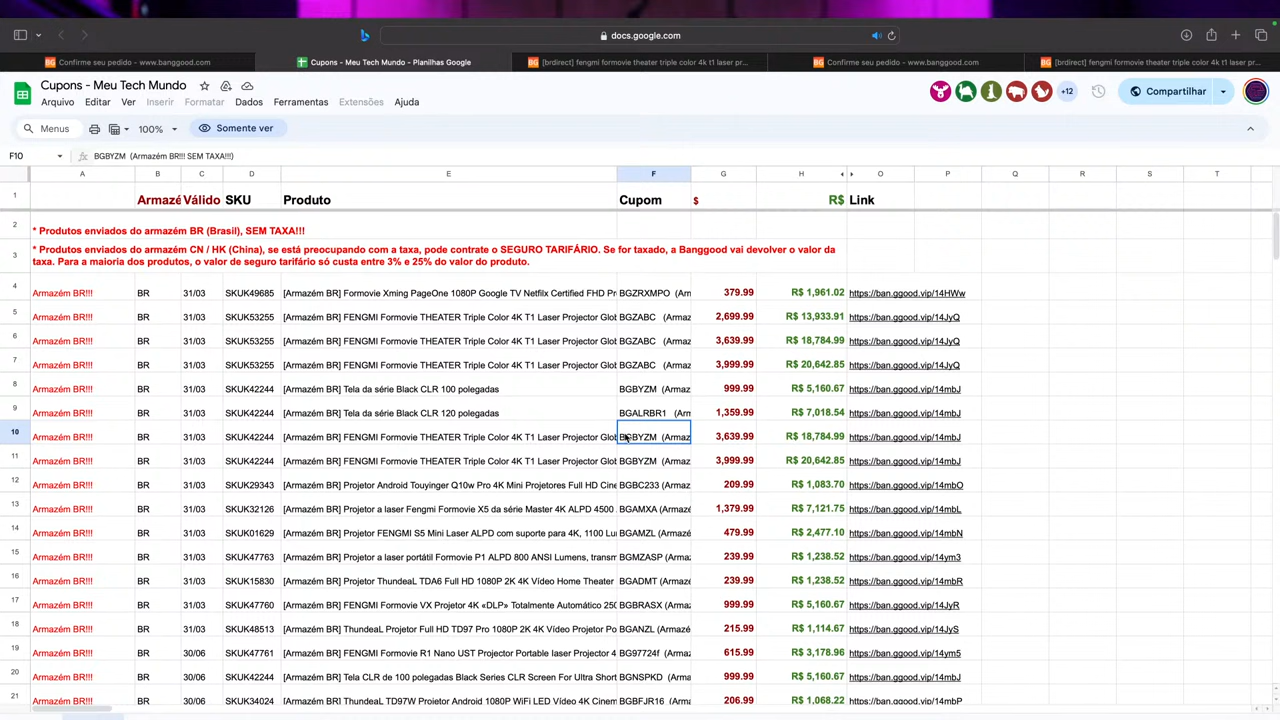 docs.google.com
Confirme seu pedido - www.banggood.com
Cupons - Meu Tech Mundo - Planilhas Google
[brdirect] fengmi formovie theater triple color 4k t1 laser pr...
Confirme seu pedido - www.banggood.com
[brdirect] fengmi formovie theater triple color 4k t1 laser p...
Cupons - Meu Tech Mundo
Arquivo Editar Ver Inserir Formatar Dados Ferramentas Extensões Ajuda
+12
Compartilhar
Menus 100% Somente ver
F10 fx BGBYZM (Armazém BR!!! SEM TAXA!!!)
A B C D E F G H O P Q R S T
1 Armazé Válido SKU Produto Cupom $ R$ Link
2 * Produtos enviados do armazém BR (Brasil), SEM TAXA!!!
3 * Produtos enviados do armazém CN / HK (China), se está preocupando com a taxa, pode contrate o SEGURO TARIFÁRIO. Se for taxado, a Banggood vai devolver o valor da
taxa. Para a maioria dos produtos, o valor de seguro tarifário só custa entre 3% e 25% do valor do produto.
4 Armazém BR!!! BR 31/03 SKUK49685 [Armazém BR] Formovie Xming PageOne 1080P Google TV Netfilx Certified FHD Pr BGZRXMPO (Ar 379.99 R$ 1,961.02 https://ban.ggood.vip/14HWw
5 Armazém BR!!! BR 31/03 SKUK53255 [Armazém BR] FENGMI Formovie THEATER Triple Color 4K T1 Laser Projector Glob BGZABC (Armaz 2,699.99 R$ 13,933.91 https://ban.ggood.vip/14JyQ
6 Armazém BR!!! BR 31/03 SKUK53255 [Armazém BR] FENGMI Formovie THEATER Triple Color 4K T1 Laser Projector Glob BGZABC (Armaz 3,639.99 R$ 18,784.99 https://ban.ggood.vip/14JyQ
7 Armazém BR!!! BR 31/03 SKUK53255 [Armazém BR] FENGMI Formovie THEATER Triple Color 4K T1 Laser Projector Glob BGZABC (Armaz 3,999.99 R$ 20,642.85 https://ban.ggood.vip/14JyQ
8 Armazém BR!!! BR 31/03 SKUK42244 [Armazém BR] Tela da série Black CLR 100 polegadas BGBYZM (Armaz 999.99 R$ 5,160.67 https://ban.ggood.vip/14mbJ
9 Armazém BR!!! BR 31/03 SKUK42244 [Armazém BR] Tela da série Black CLR 120 polegadas BGALRBR1 (Arm 1,359.99 R$ 7,018.54 https://ban.ggood.vip/14mbJ
10 Armazém BR!!! BR 31/03 SKUK42244 [Armazém BR] FENGMI Formovie THEATER Triple Color 4K T1 Laser Projector Glob BGBYZM (Armaz 3,639.99 R$ 18,784.99 https://ban.ggood.vip/14mbJ
11 Armazém BR!!! BR 31/03 SKUK42244 [Armazém BR] FENGMI Formovie THEATER Triple Color 4K T1 Laser Projector Glob BGBYZM (Armaz 3,999.99 R$ 20,642.85 https://ban.ggood.vip/14mbJ
12 Armazém BR!!! BR 31/03 SKUK29343 [Armazém BR] Projetor Android Touyinger Q10w Pro 4K Mini Projetores Full HD Cine BGBC233 (Armaz 209.99 R$ 1,083.70 https://ban.ggood.vip/14mbO
13 Armazém BR!!! BR 31/03 SKUK32126 [Armazém BR] Projetor a laser Fengmi Formovie X5 da série Master 4K ALPD 4500 BGAMXA (Armaz 1,379.99 R$ 7,121.75 https://ban.ggood.vip/14mbL
14 Armazém BR!!! BR 31/03 SKUK01629 [Armazém BR] Projetor FENGMI S5 Mini Laser ALPD com suporte para 4K, 1100 Lu BGAMZL (Armaz 479.99 R$ 2,477.10 https://ban.ggood.vip/14mbN
15 Armazém BR!!! BR 31/03 SKUK47763 [Armazém BR] Projetor a laser portátil Formovie P1 ALPD 800 ANSI Lumens, transm BGMZASP (Armaz 239.99 R$ 1,238.52 https://ban.ggood.vip/14ym3
16 Armazém BR!!! BR 31/03 SKUK15830 [Armazém BR] Projetor ThundeaL TDA6 Full HD 1080P 2K 4K Vídeo Home Theater BGADMT (Armaz 239.99 R$ 1,238.52 https://ban.ggood.vip/14mbR
17 Armazém BR!!! BR 31/03 SKUK47760 [Armazém BR] FENGMI Formovie VX Projetor 4K «DLP» Totalmente Automático 250 BGBRASX (Armaz 999.99 R$ 5,160.67 https://ban.ggood.vip/14JyR
18 Armazém BR!!! BR 31/03 SKUK48513 [Armazém BR] ThundeaL Projetor Full HD TD97 Pro 1080P 2K 4K Vídeo Projetor Po BGANZL (Armazé 215.99 R$ 1,114.67 https://ban.ggood.vip/14JyS
19 Armazém BR!!! BR 30/06 SKUK47761 [Armazém BR] FENGMI Formovie R1 Nano UST Projector Portable laser Projector 4 BG97724f (Armaz 615.99 R$ 3,178.96 https://ban.ggood.vip/14ym5
20 Armazém BR!!! BR 30/06 SKUK42244 [Armazém BR] Tela CLR de 100 polegadas Black Series CLR Screen For Ultra Short BGNSPKD (Armaz 999.99 R$ 5,160.67 https://ban.ggood.vip/14mbJ
21 Armazém BR!!! BR 30/06 SKUK34024 [Armazém BR] ThundeaL TD97W Projetor Android 1080P WiFi LED Vídeo 4K Cinem BGBFJR16 (Armaz 206.99 R$ 1,068.22 https://ban.ggood.vip/14mbP